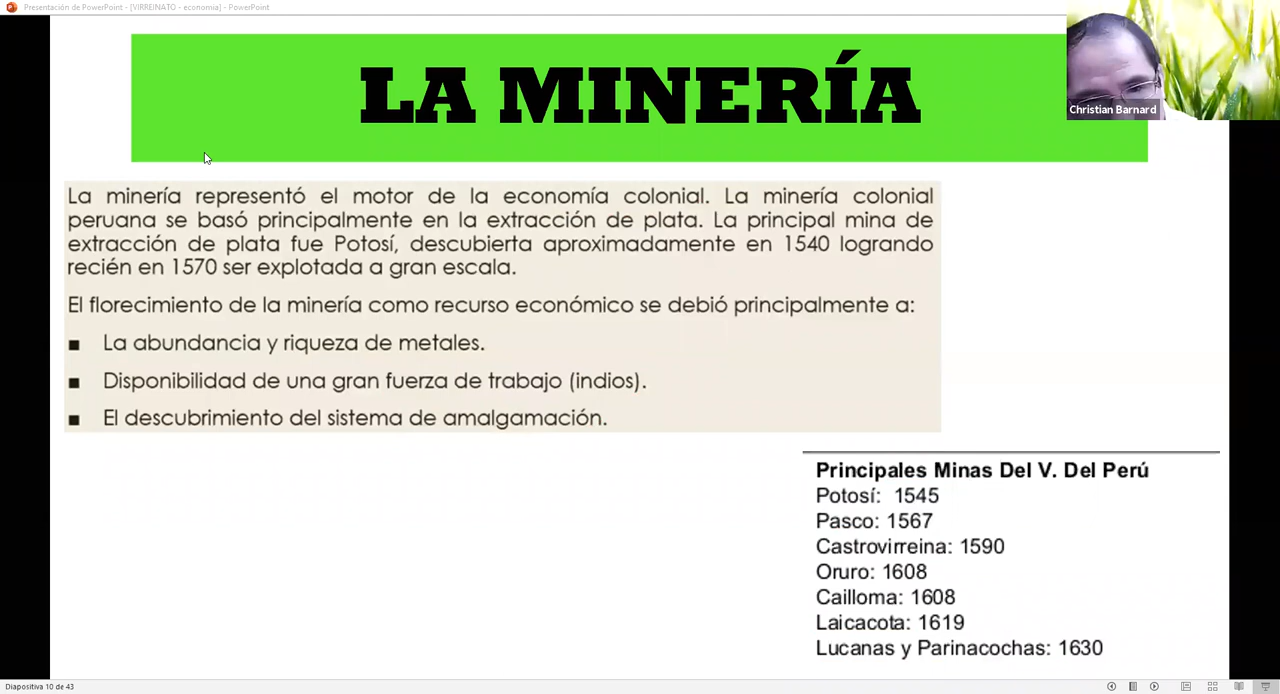 Presentación de PowerPoint - [VIRREINATO - economia] - PowerPoint
LA MINERÍA
Christian Barnard
La minería representó el motor de la economía colonial. La minería colonial
peruana se basó principalmente en la extracción de plata. La principal mina de
extracción de plata fue Potosí, descubierta aproximadamente en 1540 logrando
recién en 1570 ser explotada a gran escala.
El florecimiento de la minería como recurso económico se debió principalmente a:
■ La abundancia y riqueza de metales.
■ Disponibilidad de una gran fuerza de trabajo (indios).
■ El descubrimiento del sistema de amalgamación.
Principales Minas Del V. Del Perú
Potosí: 1545
Pasco: 1567
Castrovirreina: 1590
Oruro: 1608
Cailloma: 1608
Laicacota: 1619
Lucanas y Parinacochas: 1630
Diapositiva 10 de 43